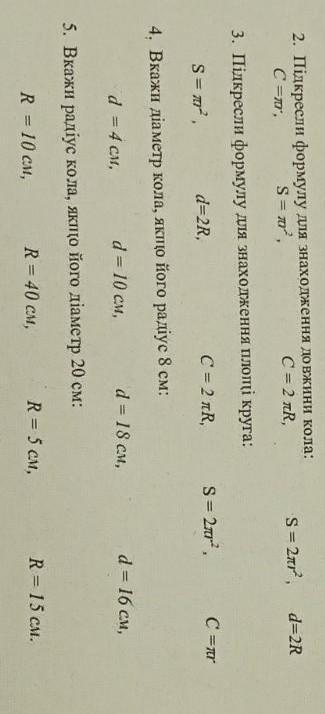 2. Підкресли формулу для знаходження довжини кола:
C = πr, S = πr², C = 2 πR, S = 2πr², d=2R
3. Підкресли формулу для знаходження площі круга:
S = πr², d=2R, C = 2 πR, S = 2πr², C =πr
4, Вкажи діаметр кола, якщо його радіус 8 см:
d = 4 см, d = 10 см, d = 18 см, d = 16 см,
5. Вкажи радіус кола, якщо його діаметр 20 см:
R = 10 см, R = 40 см, R = 5 см, R = 15 см.